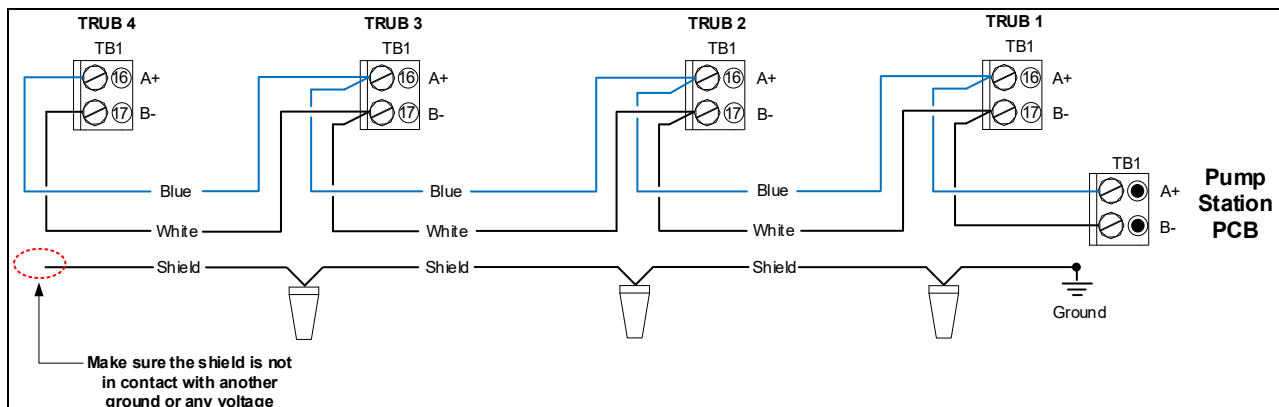 TRUB 4
TRUB 3
TRUB 2
TRUB 1
TB1
TB1
TB1
TB1
16 A+
16 A+
16 A+
16 A+
17 B-
17 B-
17 B-
17 B-
TB1
A+
B-
Pump
Station
PCB
Blue
Blue
Blue
White
White
White
Shield
Shield
Shield
Ground
Make sure the shield is not
in contact with another
ground or any voltage